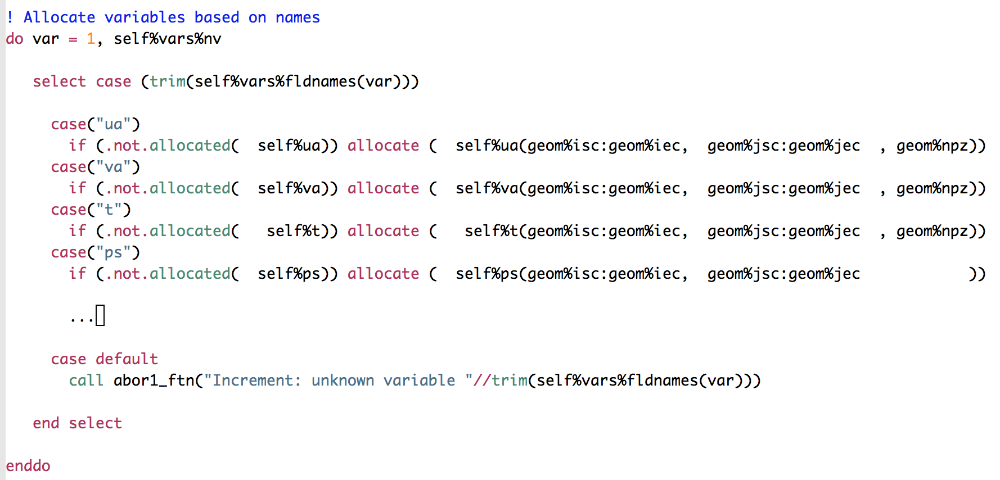 ! Allocate variables based on names
do var = 1, self%vars%nv
select case (trim(self%vars%fldnames(var)))
case("ua")
if (.not.allocated(  self%ua)) allocate (  self%ua(geom%isc:geom%iec,  geom%jsc:geom%jec  , geom%npz))
case("va")
if (.not.allocated(  self%va)) allocate (  self%va(geom%isc:geom%iec,  geom%jsc:geom%jec  , geom%npz))
case("t")
if (.not.allocated(   self%t)) allocate (   self%t(geom%isc:geom%iec,  geom%jsc:geom%jec  , geom%npz))
case("ps")
if (.not.allocated(  self%ps)) allocate (  self%ps(geom%isc:geom%iec,  geom%jsc:geom%jec            ))
...
case default
call abor1_ftn("Increment: unknown variable "//trim(self%vars%fldnames(var)))
end select
enddo